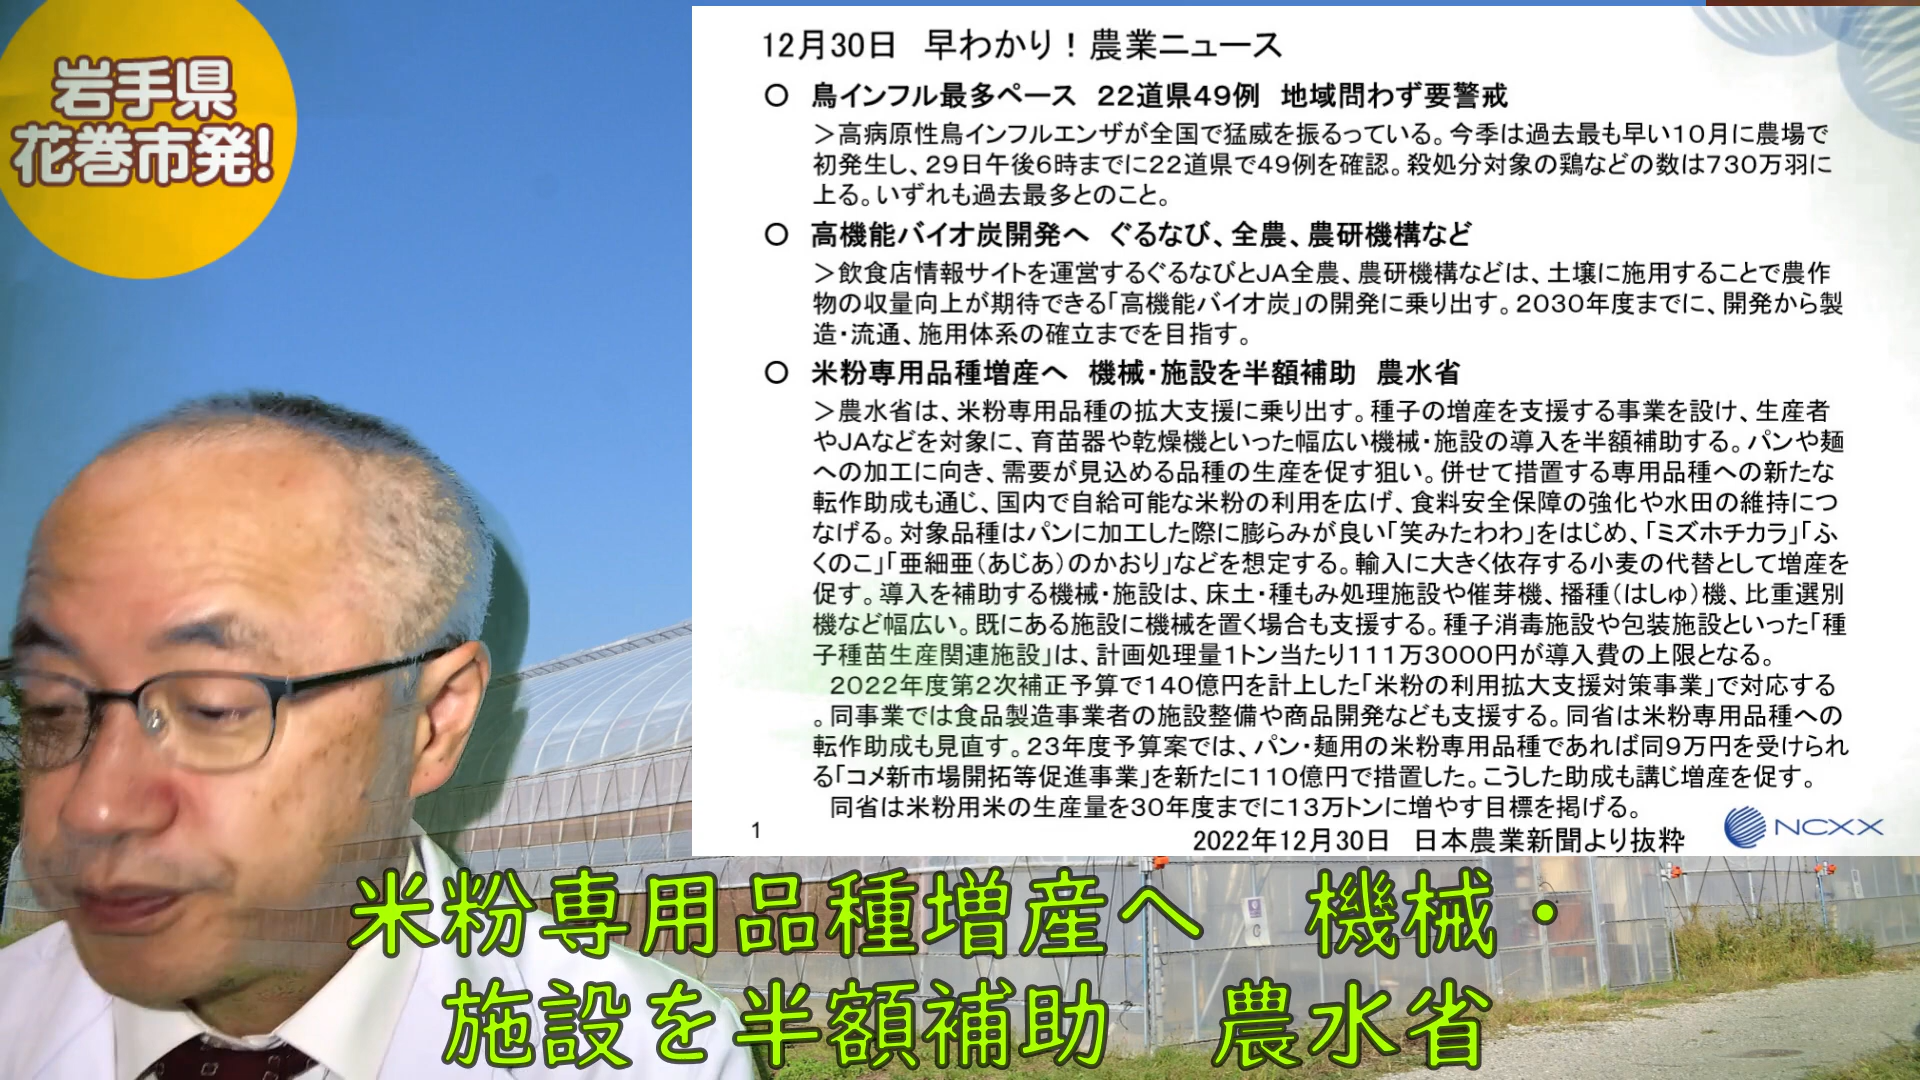 岩手県
花巻市発!
12月30日　早わかり！農業ニュース
○　鳥インフル最多ペース　22道県49例　地域問わず要警戒
＞高病原性鳥インフルエンザが全国で猛威を振るっている。今季は過去最も早い10月に農場で
初発生し、29日午後6時までに22道県で49例を確認。殺処分対象の鶏などの数は730万羽に
上る。いずれも過去最多とのこと。
○　高機能バイオ炭開発へ　ぐるなび、全農、農研機構など
＞飲食店情報サイトを運営するぐるなびとJA全農、農研機構などは、土壌に施用することで農作
物の収量向上が期待できる「高機能バイオ炭」の開発に乗り出す。2030年度までに、開発から製
造・流通、施用体系の確立までを目指す。
○　米粉専用品種増産へ　機械・施設を半額補助　農水省
＞農水省は、米粉専用品種の拡大支援に乗り出す。種子の増産を支援する事業を設け、生産者
やJAなどを対象に、育苗器や乾燥機といった幅広い機械・施設の導入を半額補助する。パンや麺
への加工に向き、需要が見込める品種の生産を促す狙い。併せて措置する専用品種への新たな
転作助成も通じ、国内で自給可能な米粉の利用を広げ、食料安全保障の強化や水田の維持につ
なげる。対象品種はパンに加工した際に膨らみが良い「笑みたわわ」をはじめ、「ミズホチカラ」「ふ
くのこ」「亜細亜（あじあ）のかおり」などを想定する。輸入に大きく依存する小麦の代替として増産を
促す。導入を補助する機械・施設は、床土・種もみ処理施設や催芽機、播種（はしゅ）機、比重選別
機など幅広い。既にある施設に機械を置く場合も支援する。種子消毒施設や包装施設といった「種
子種苗生産関連施設」は、計画処理量1トン当たり111万3000円が導入費の上限となる。
2022年度第2次補正予算で140億円を計上した「米粉の利用拡大支援対策事業」で対応する
。同事業では食品製造事業者の施設整備や商品開発なども支援する。同省は米粉専用品種への
転作助成も見直す。23年度予算案では、パン・麺用の米粉専用品種であれば同9万円を受けられ
る「コメ新市場開拓等促進事業」を新たに110億円で措置した。こうした助成も講じ増産を促す。
同省は米粉用米の生産量を30年度までに13万トンに増やす目標を掲げる。
1
2022年12月30日　日本農業新聞より抜粋
NCXX
米粉専用品種増産へ　機械・
施設を半額補助　農水省